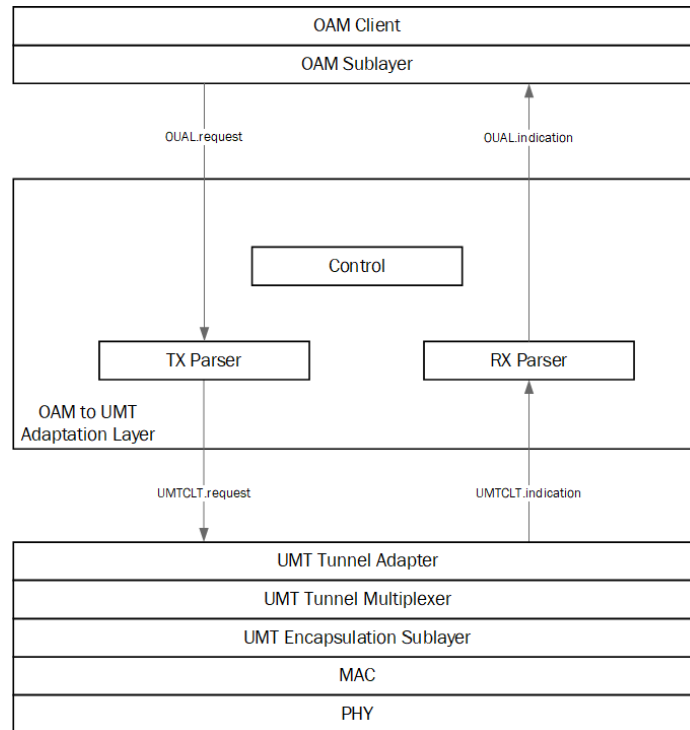 OAM Client
OAM Sublayer
OUAL.request
OUAL.indication
Control
TX Parser
RX Parser
OAM to UMT
Adaptation Layer
UMTCLT.request
UMTCLT.indication
UMT Tunnel Adapter
UMT Tunnel Multiplexer
UMT Encapsulation Sublayer
MAC
PHY